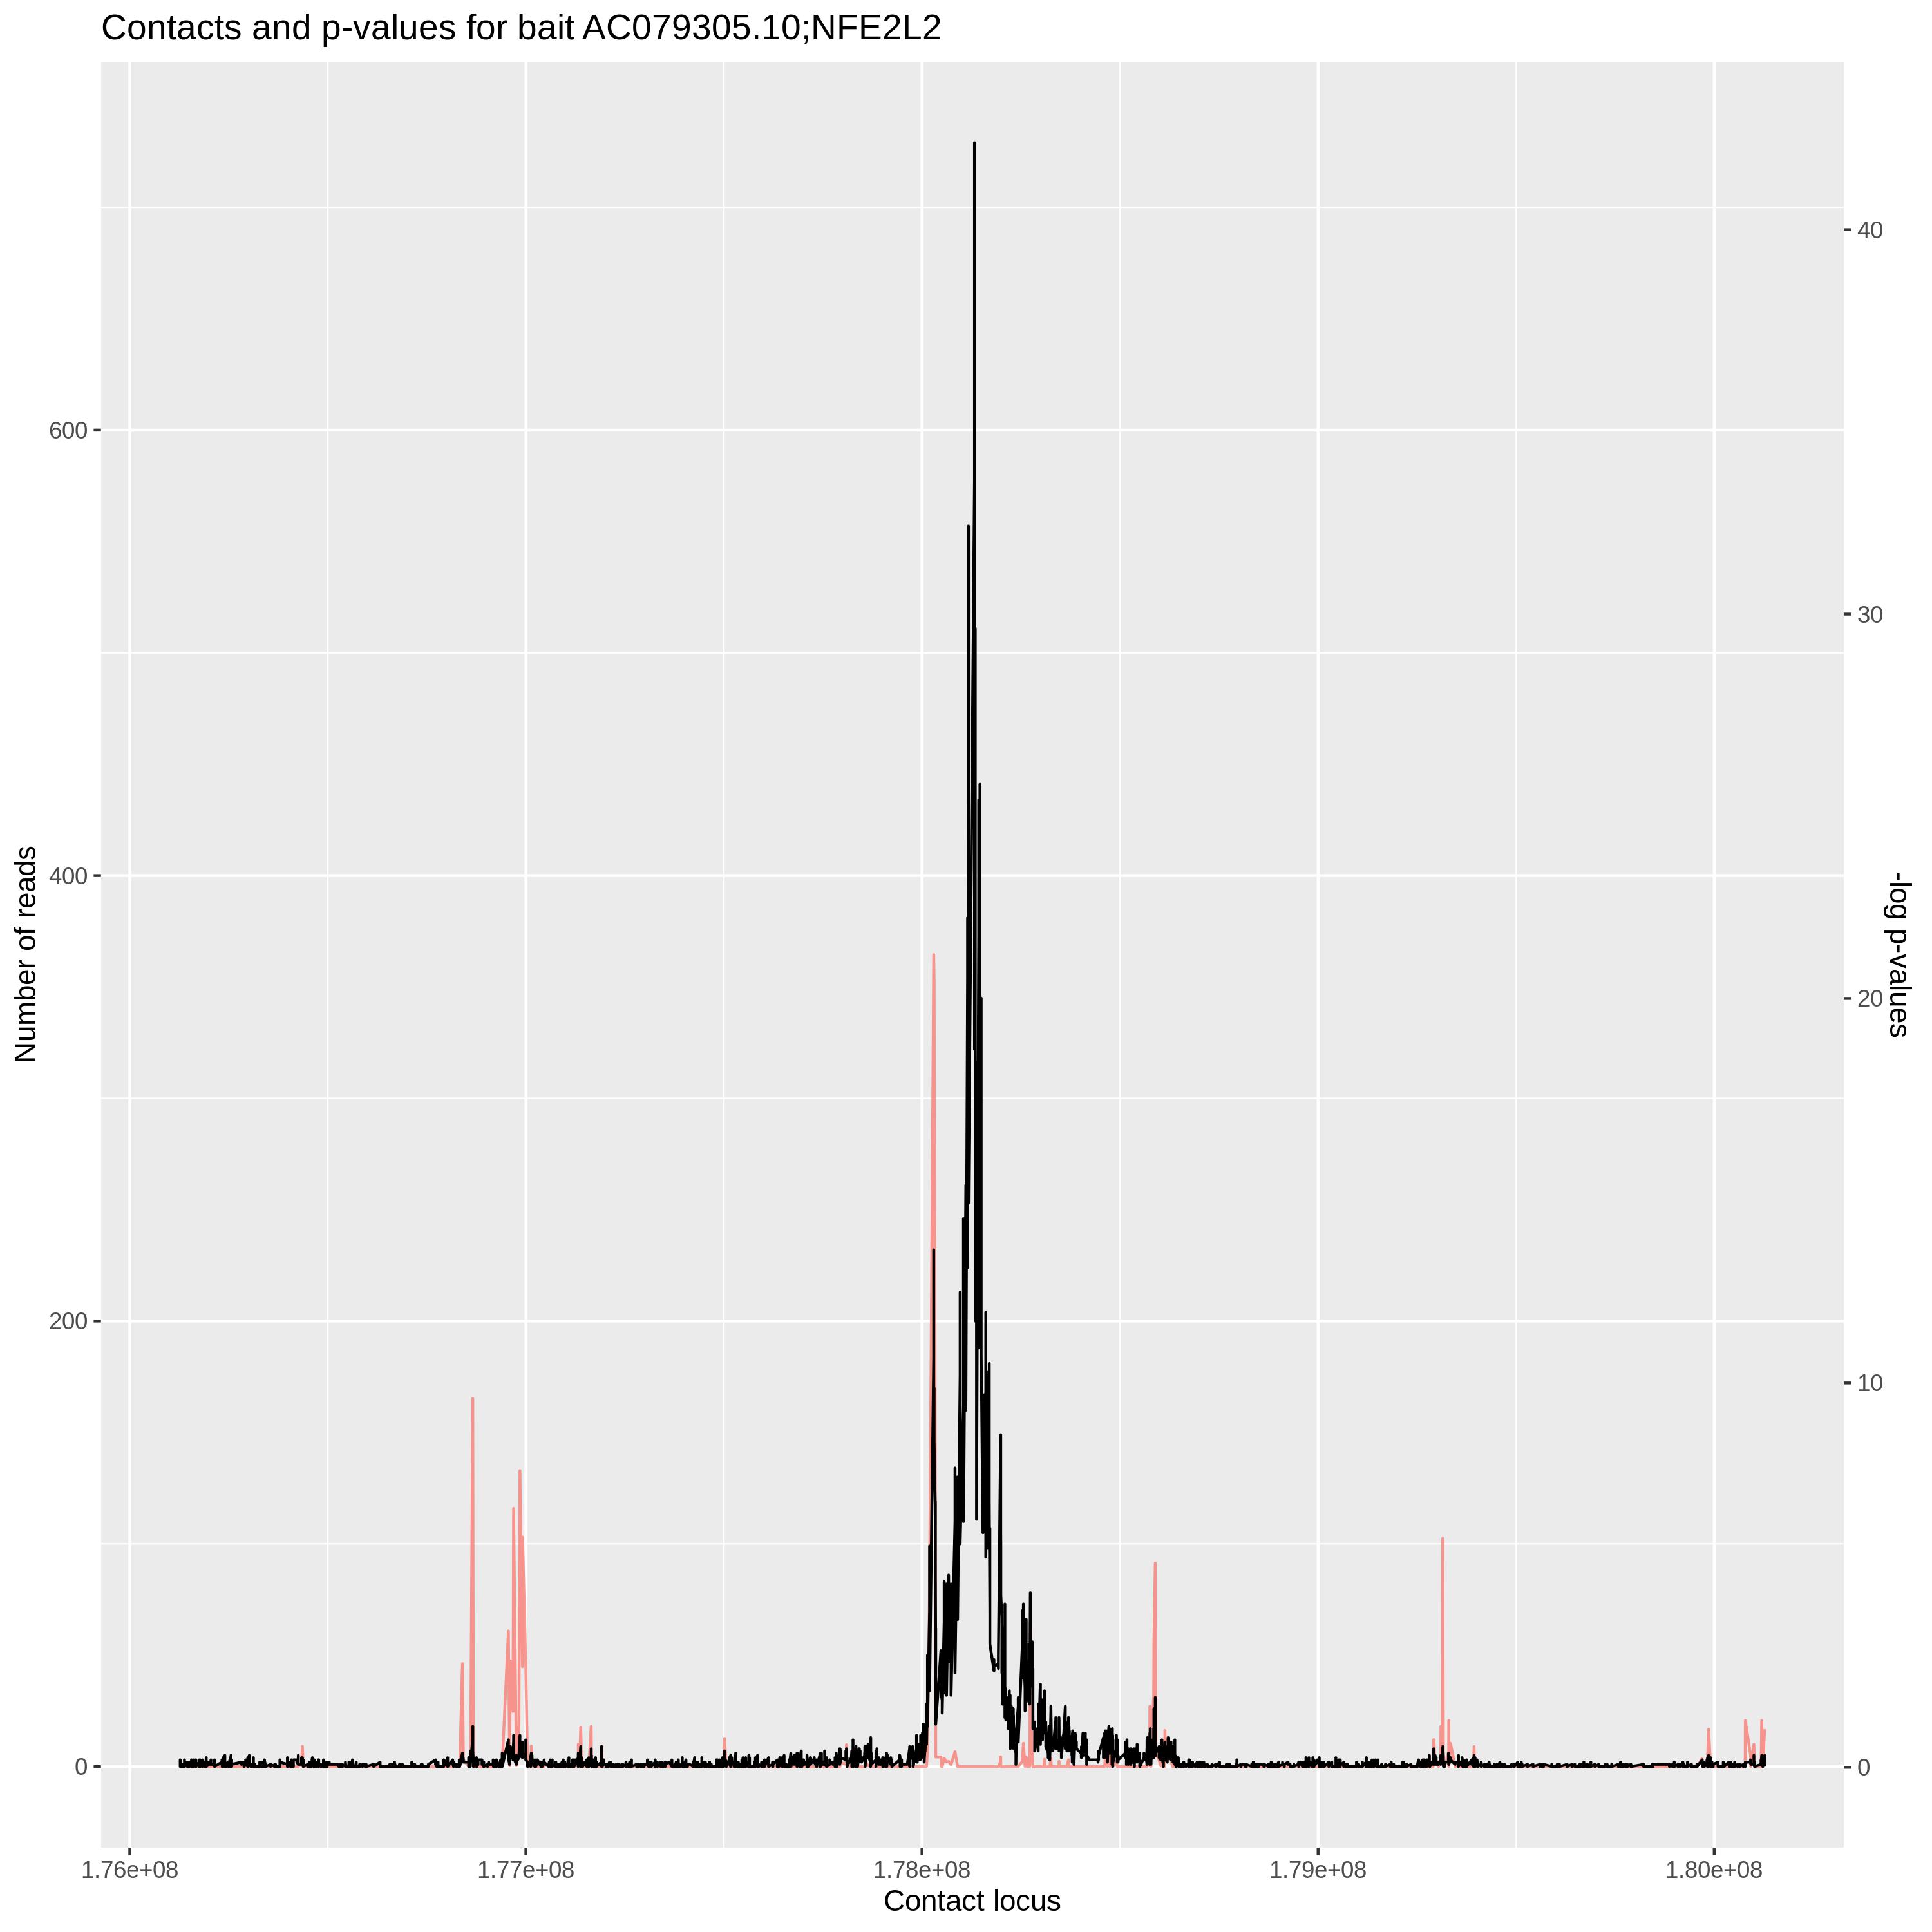 Contacts and p-values for bait AC079305.10;NFE2L2
Number of reads
600
400
200
0
40
30
20
10
0
-log p-values
1.76e+08 1.77e+08 1.78e+08 1.79e+08 1.80e+08
Contact locus